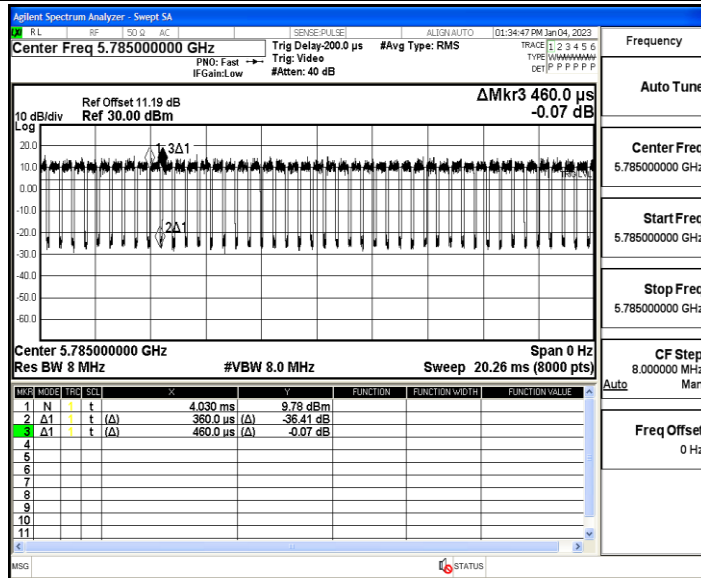 Agilent Spectrum Analyzer - Swept SA
RL RF 50 Ω AC SENSE:PULSE ALIGN AUTO 01:34:47 PM Jan 04, 2023
Center Freq 5.785000000 GHz
PNO: Fast
IFGain:Low
Trig Delay-200.0 µs
Trig: Video
#Atten: 40 dB
#Avg Type: RMS
TRACE 1 2 3 4 5 6
TYPE WWWWWW
DET P P P P P P
Ref Offset 11.19 dB
10 dB/div Ref 30.00 dBm
ΔMkr3 460.0 µs
-0.07 dB
Log
20.0
10.0
0.00
-10.0
-20.0
-30.0
-40.0
-50.0
-60.0
1 3Δ1
TRIG LVL
2Δ1
Center 5.785000000 GHz Span 0 Hz
Res BW 8 MHz #VBW 8.0 MHz Sweep 20.26 ms (8000 pts)
MKR MODE TRC SCL X Y FUNCTION FUNCTION WIDTH FUNCTION VALUE
1 N 1 t 4.030 ms 9.78 dBm
2 Δ1 1 t (Δ) 360.0 µs (Δ) -36.41 dB
3 Δ1 1 t (Δ) 460.0 µs (Δ) -0.07 dB
4
5
6
7
8
9
10
11
MSG STATUS
Frequency
Auto Tune
Center Freq
5.785000000 GHz
Start Freq
5.785000000 GHz
Stop Freq
5.785000000 GHz
CF Step
8.000000 MHz
Auto Man
Freq Offset
0 Hz